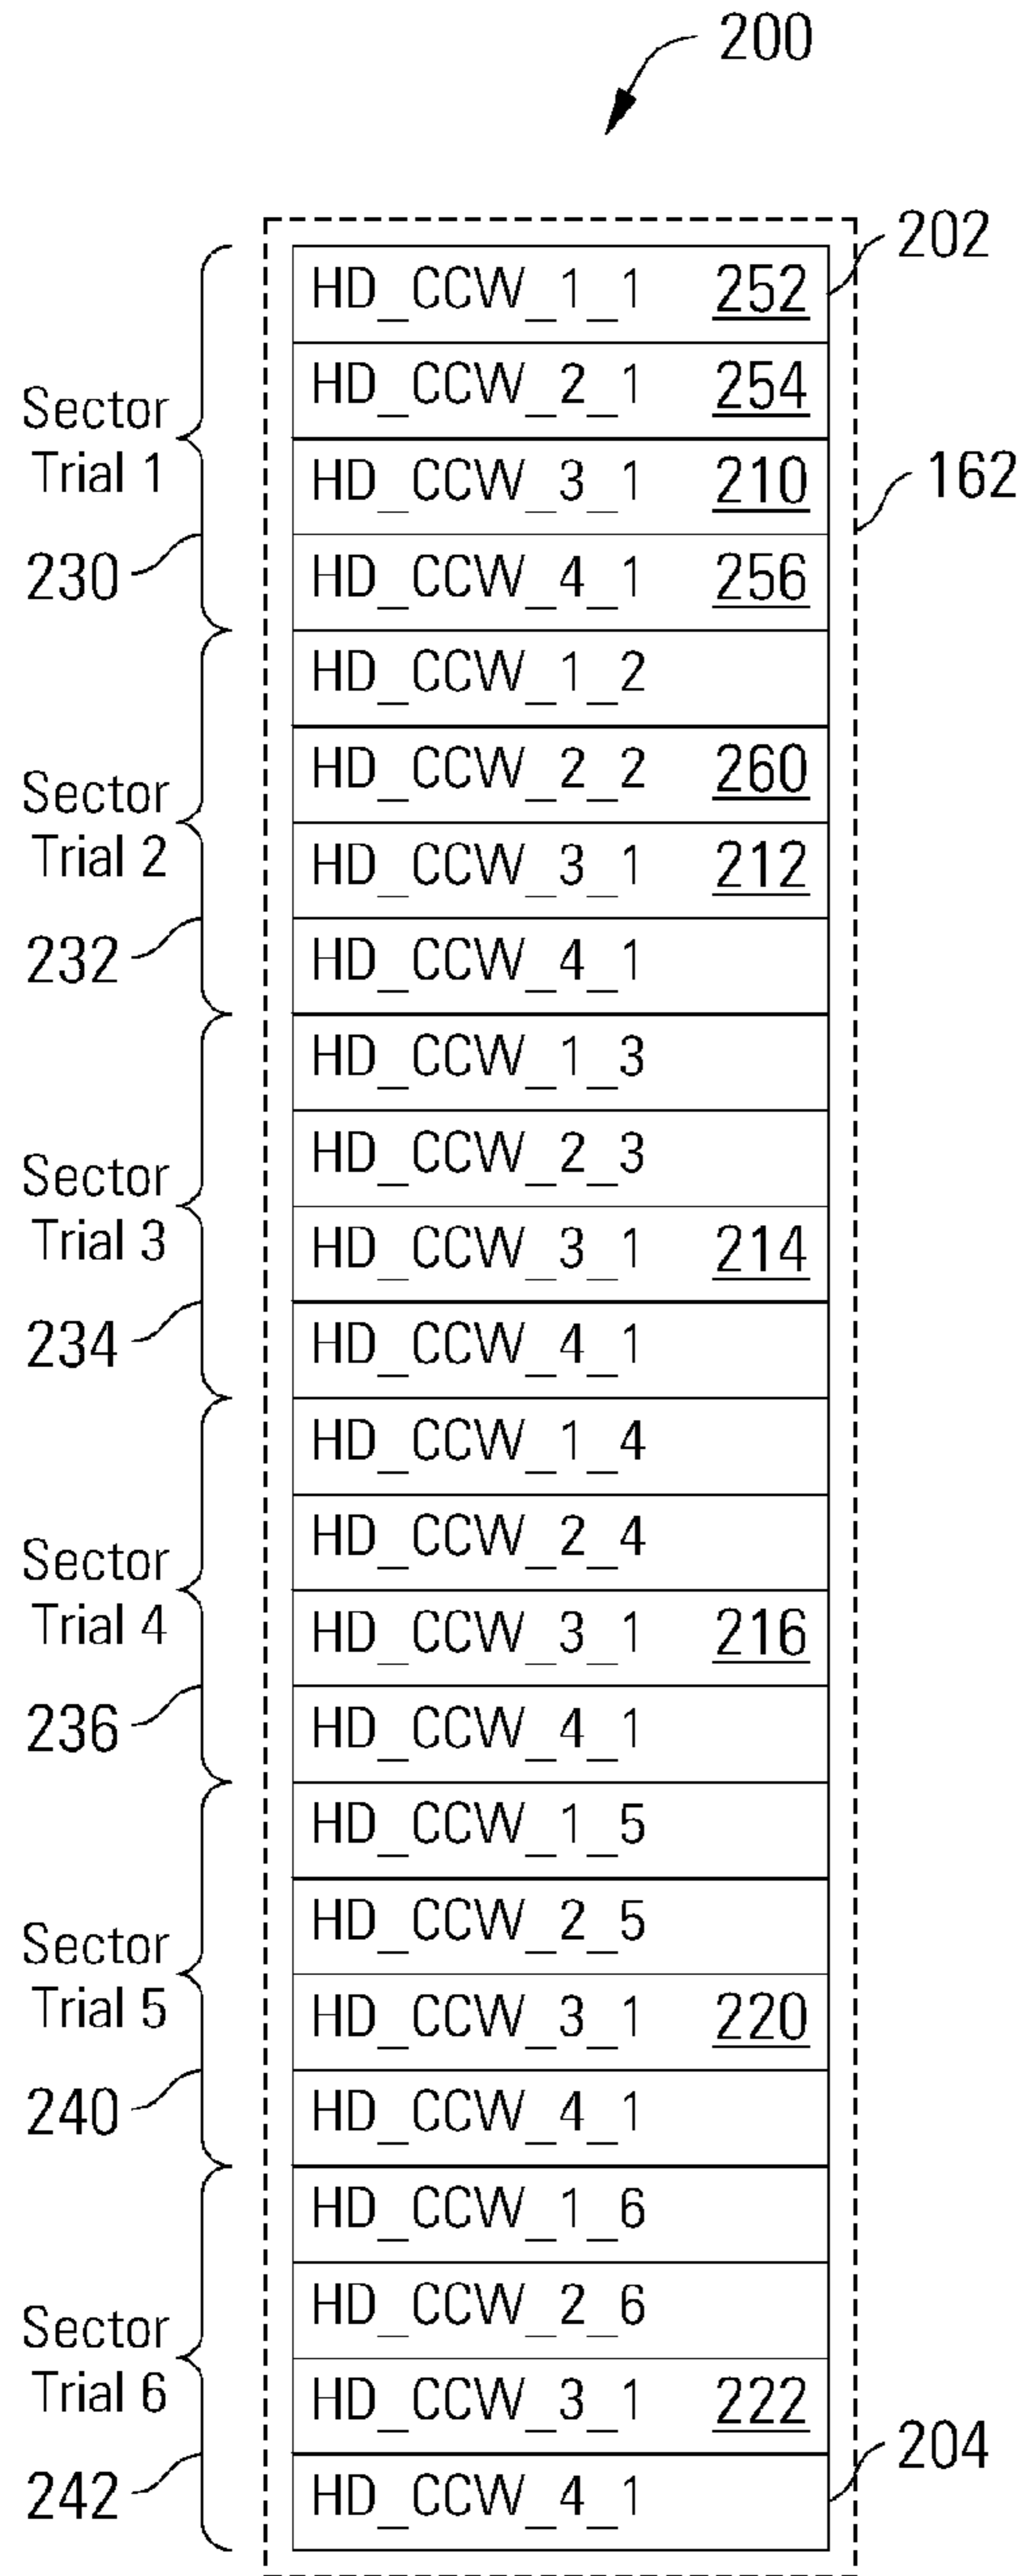 200
202
HD_CCW_1_1 252
HD_CCW_2_1 254
Sector
Trial 1
HD_CCW_3_1 210
162
230
HD_CCW_4_1 256
HD_CCW_1_2
HD_CCW_2_2 260
Sector
Trial 2
HD_CCW_3_1 212
232
HD_CCW_4_1
HD_CCW_1_3
HD_CCW_2_3
Sector
Trial 3
HD_CCW_3_1 214
234
HD_CCW_4_1
HD_CCW_1_4
HD_CCW_2_4
Sector
Trial 4
HD_CCW_3_1 216
236
HD_CCW_4_1
HD_CCW_1_5
HD_CCW_2_5
Sector
Trial 5
HD_CCW_3_1 220
240
HD_CCW_4_1
HD_CCW_1_6
HD_CCW_2_6
Sector
Trial 6
HD_CCW_3_1 222
204
242
HD_CCW_4_1